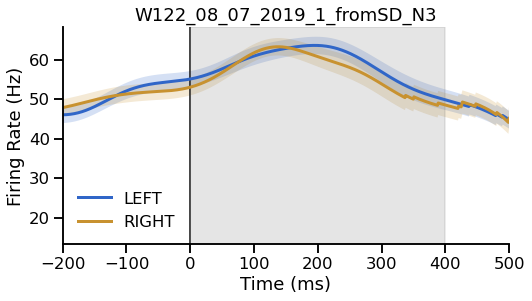 W122_08_07_2019_1_fromSD_N3
Firing Rate (Hz)
60
50
40
30
20
LEFT
RIGHT
−200 −100 0 100 200 300 400 500
Time (ms)